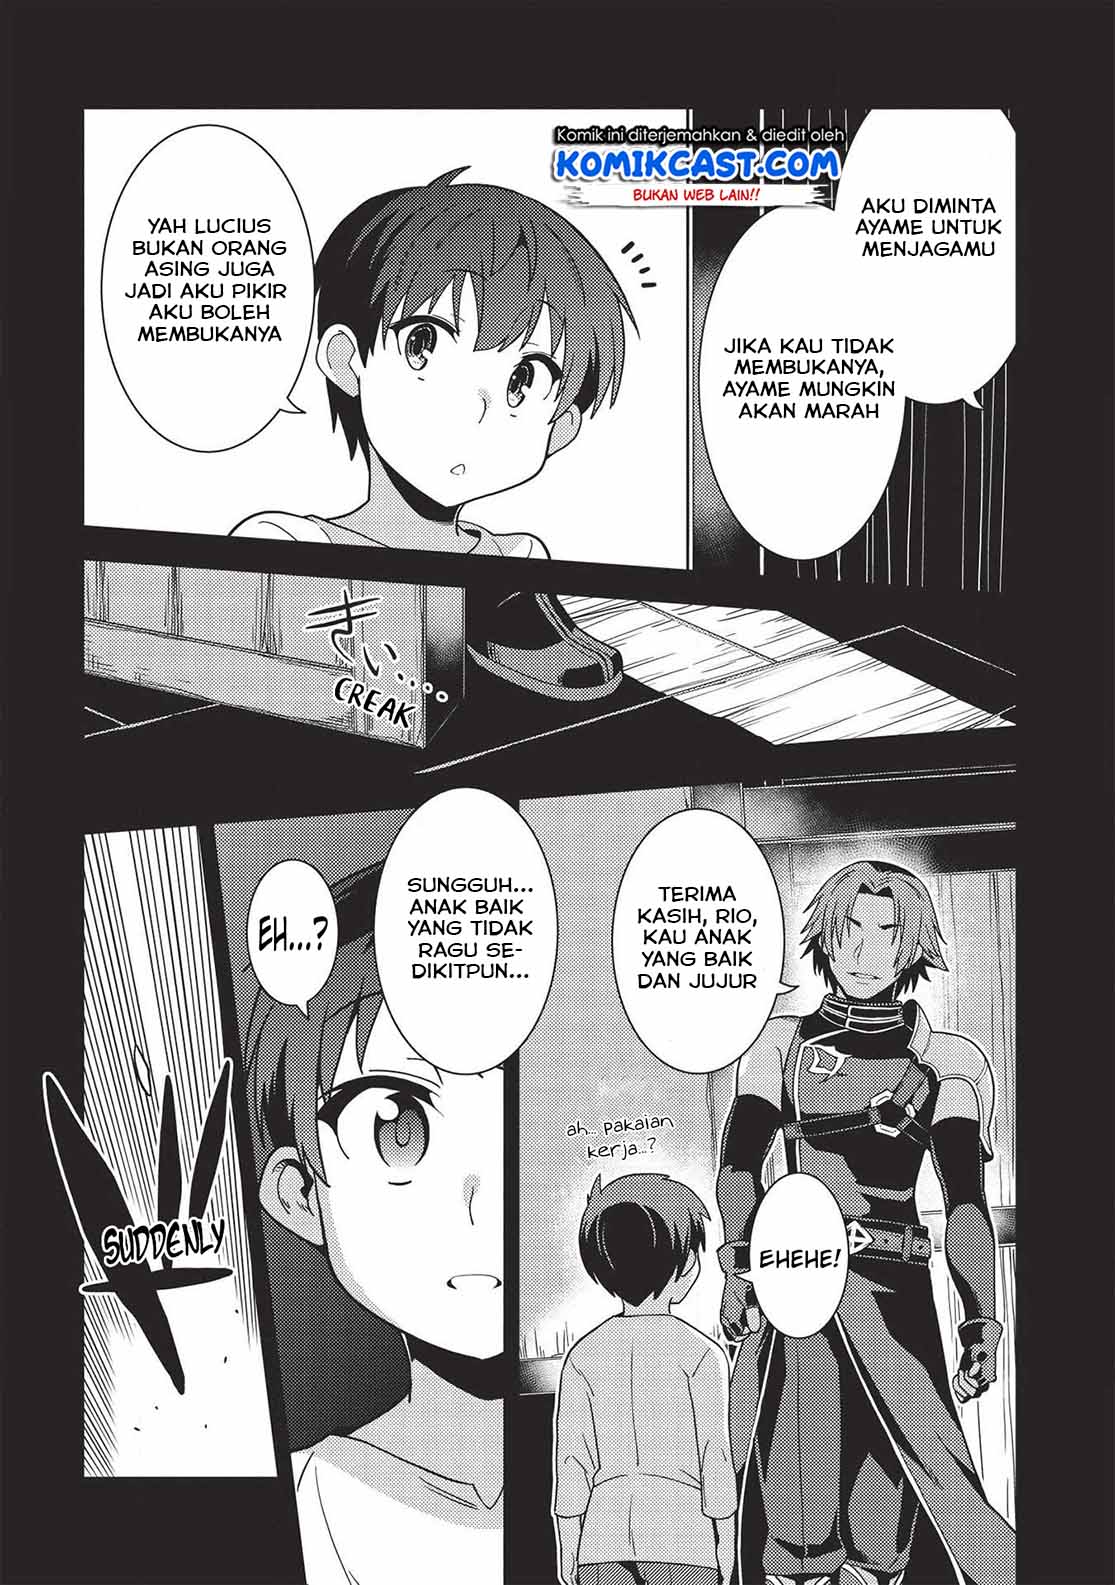 Komik ini diterjemahkan & diedit oleh
KOMIKCAST.COM
BUKAN WEB LAIN!!
AKU DIMINTA
AYAME UNTUK
MENJAGAMU
JIKA KAU TIDAK
MEMBUKANYA,
AYAME MUNGKIN
AKAN MARAH
YAH LUCIUS
BUKAN ORANG
ASING JUGA
JADI AKU PIKIR
AKU BOLEH
MEMBUKANYA
きい.....
CREAK
TERIMA
KASIH, RIO,
KAU ANAK
YANG BAIK
DAN JUJUR
ah... pakaian
kerja...?
EHEHE!
SUNGGUH...
ANAK BAIK
YANG TIDAK
RAGU SE-
DIKITPUN...
EH...?
SUDDENLY